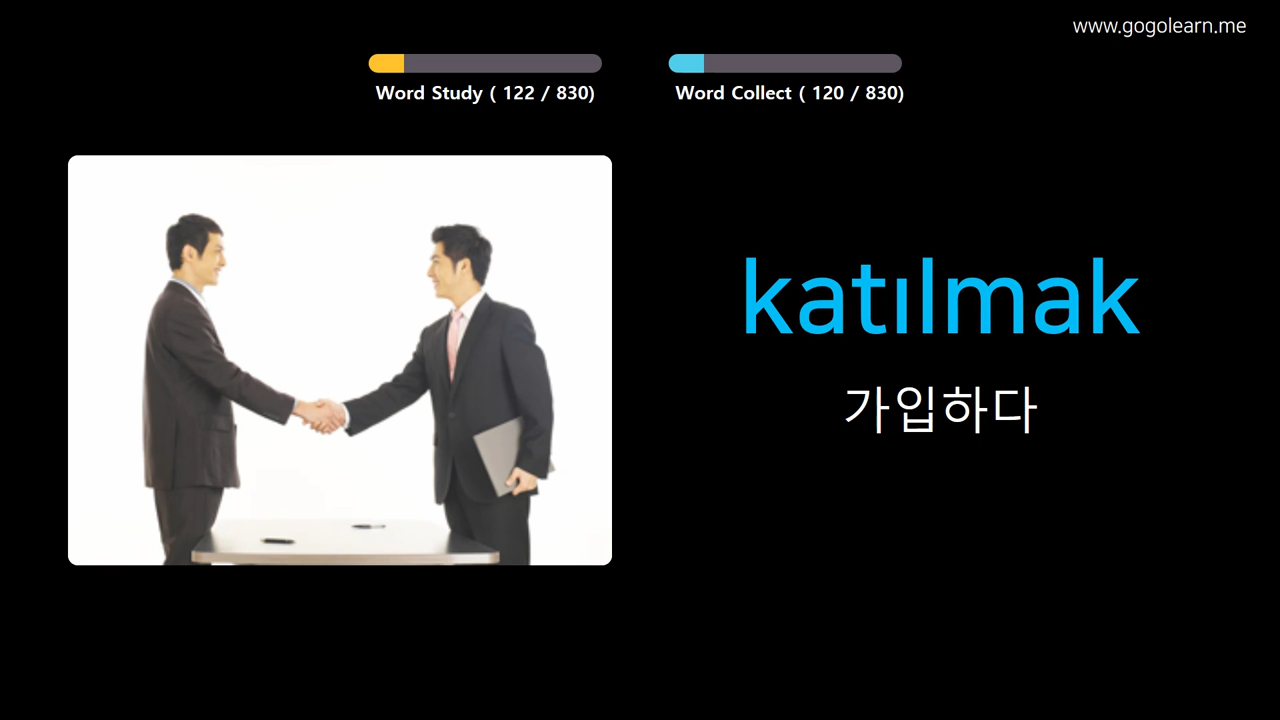 www.gogolearn.me
Word Study ( 122 / 830)
Word Collect ( 120 / 830)
katılmak
가입하다